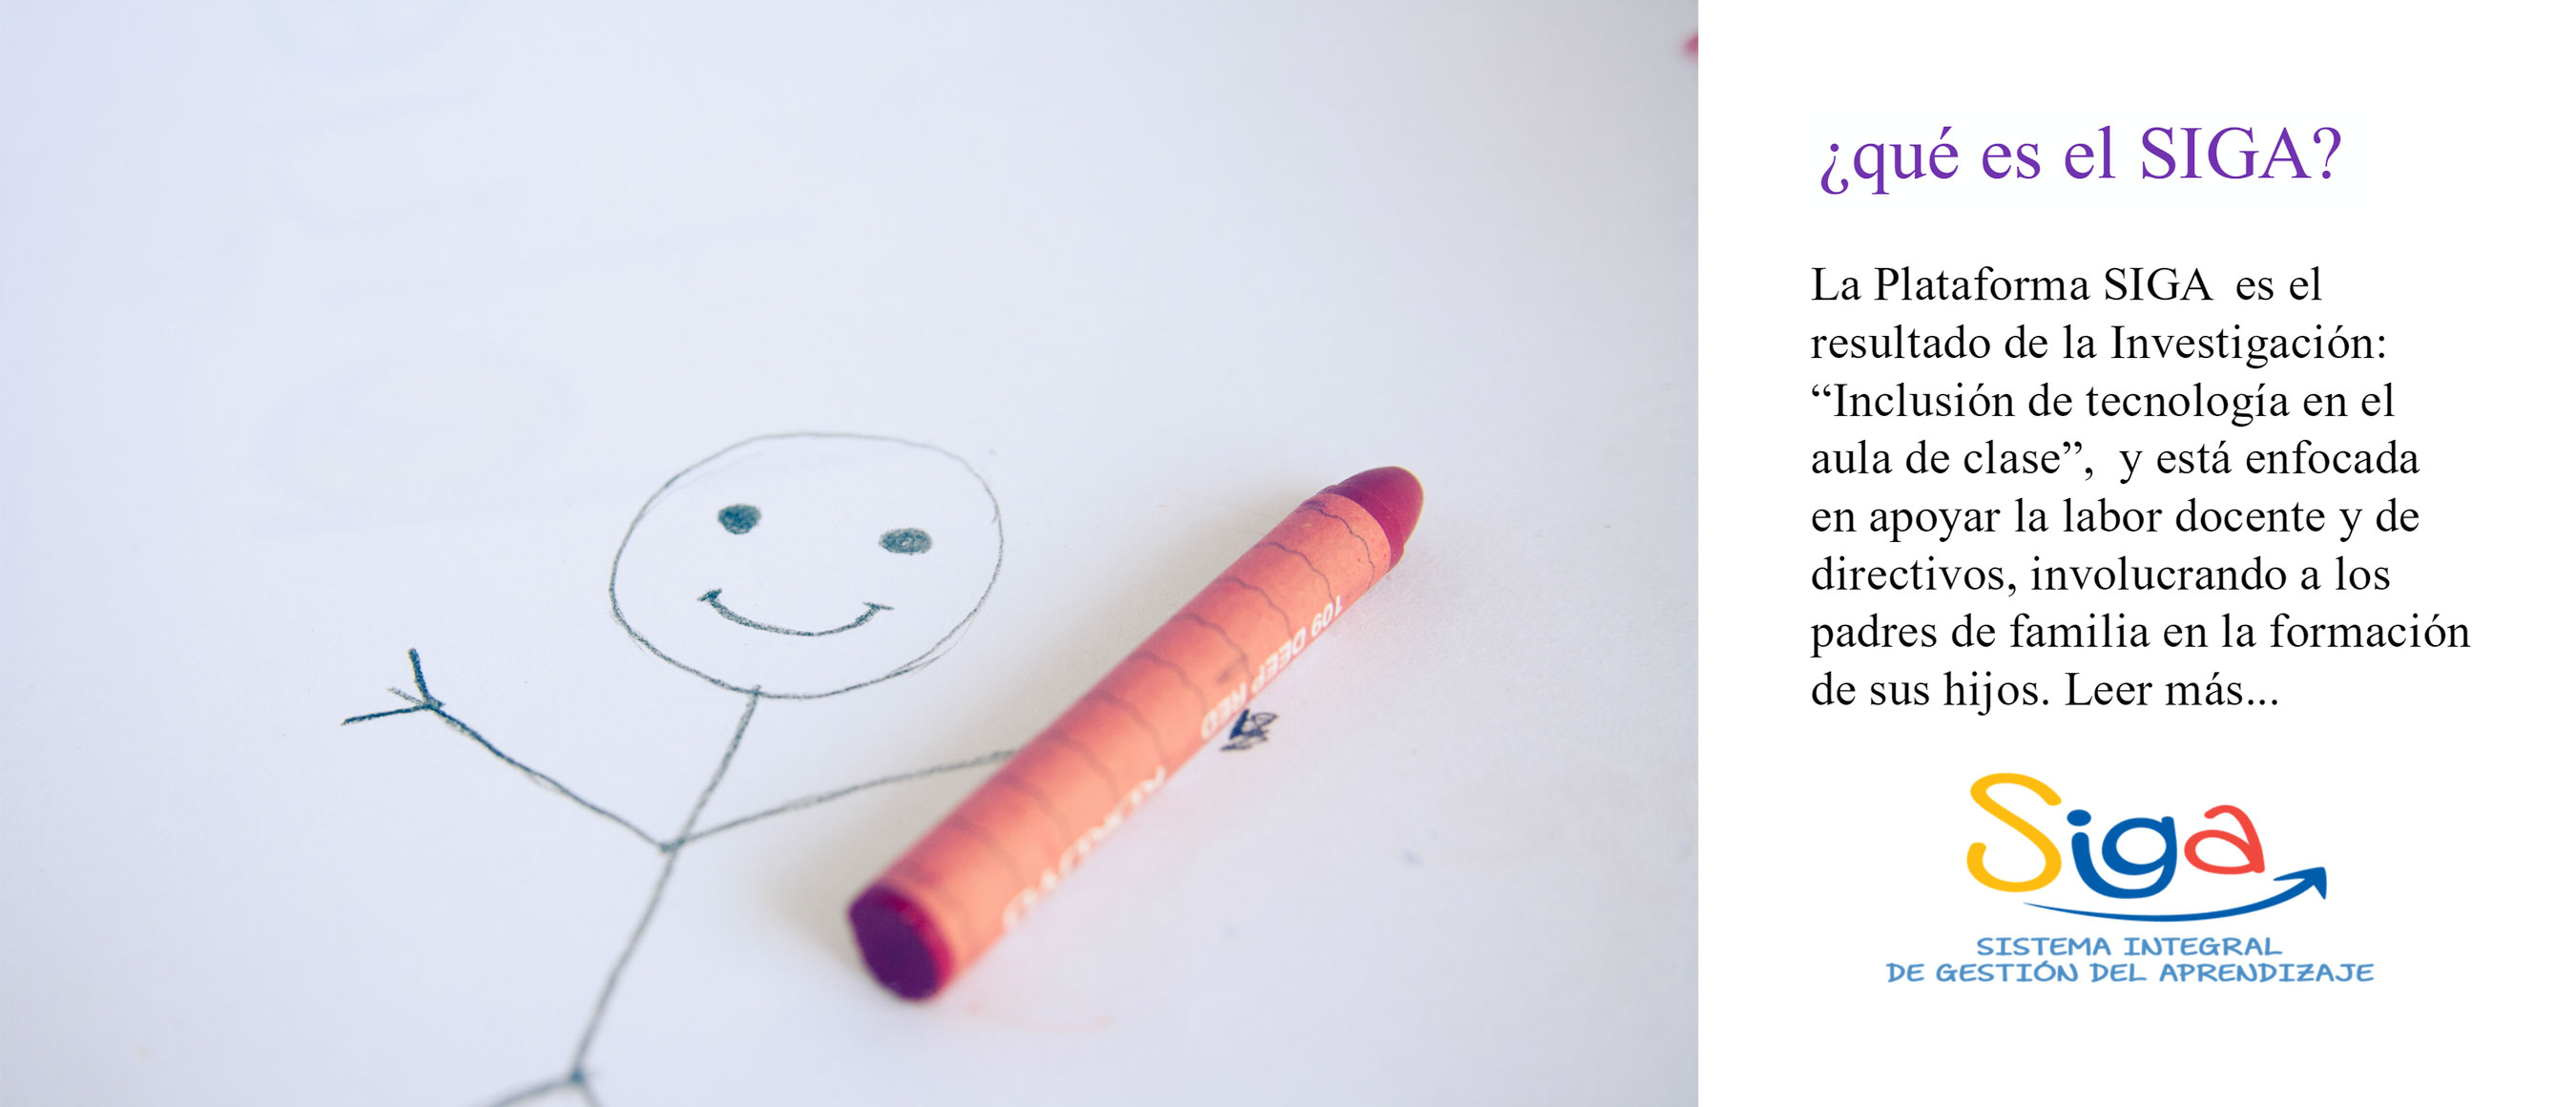 ¿qué es el SIGA?
La Plataforma SIGA es el
resultado de la Investigación:
“Inclusión de tecnología en el
aula de clase”, y está enfocada
en apoyar la labor docente y de
directivos, involucrando a los
padres de familia en la formación
de sus hijos. Leer más...
Siga
SISTEMA INTEGRAL
DE GESTIÓN DEL APRENDIZAJE
109 DEEP RED